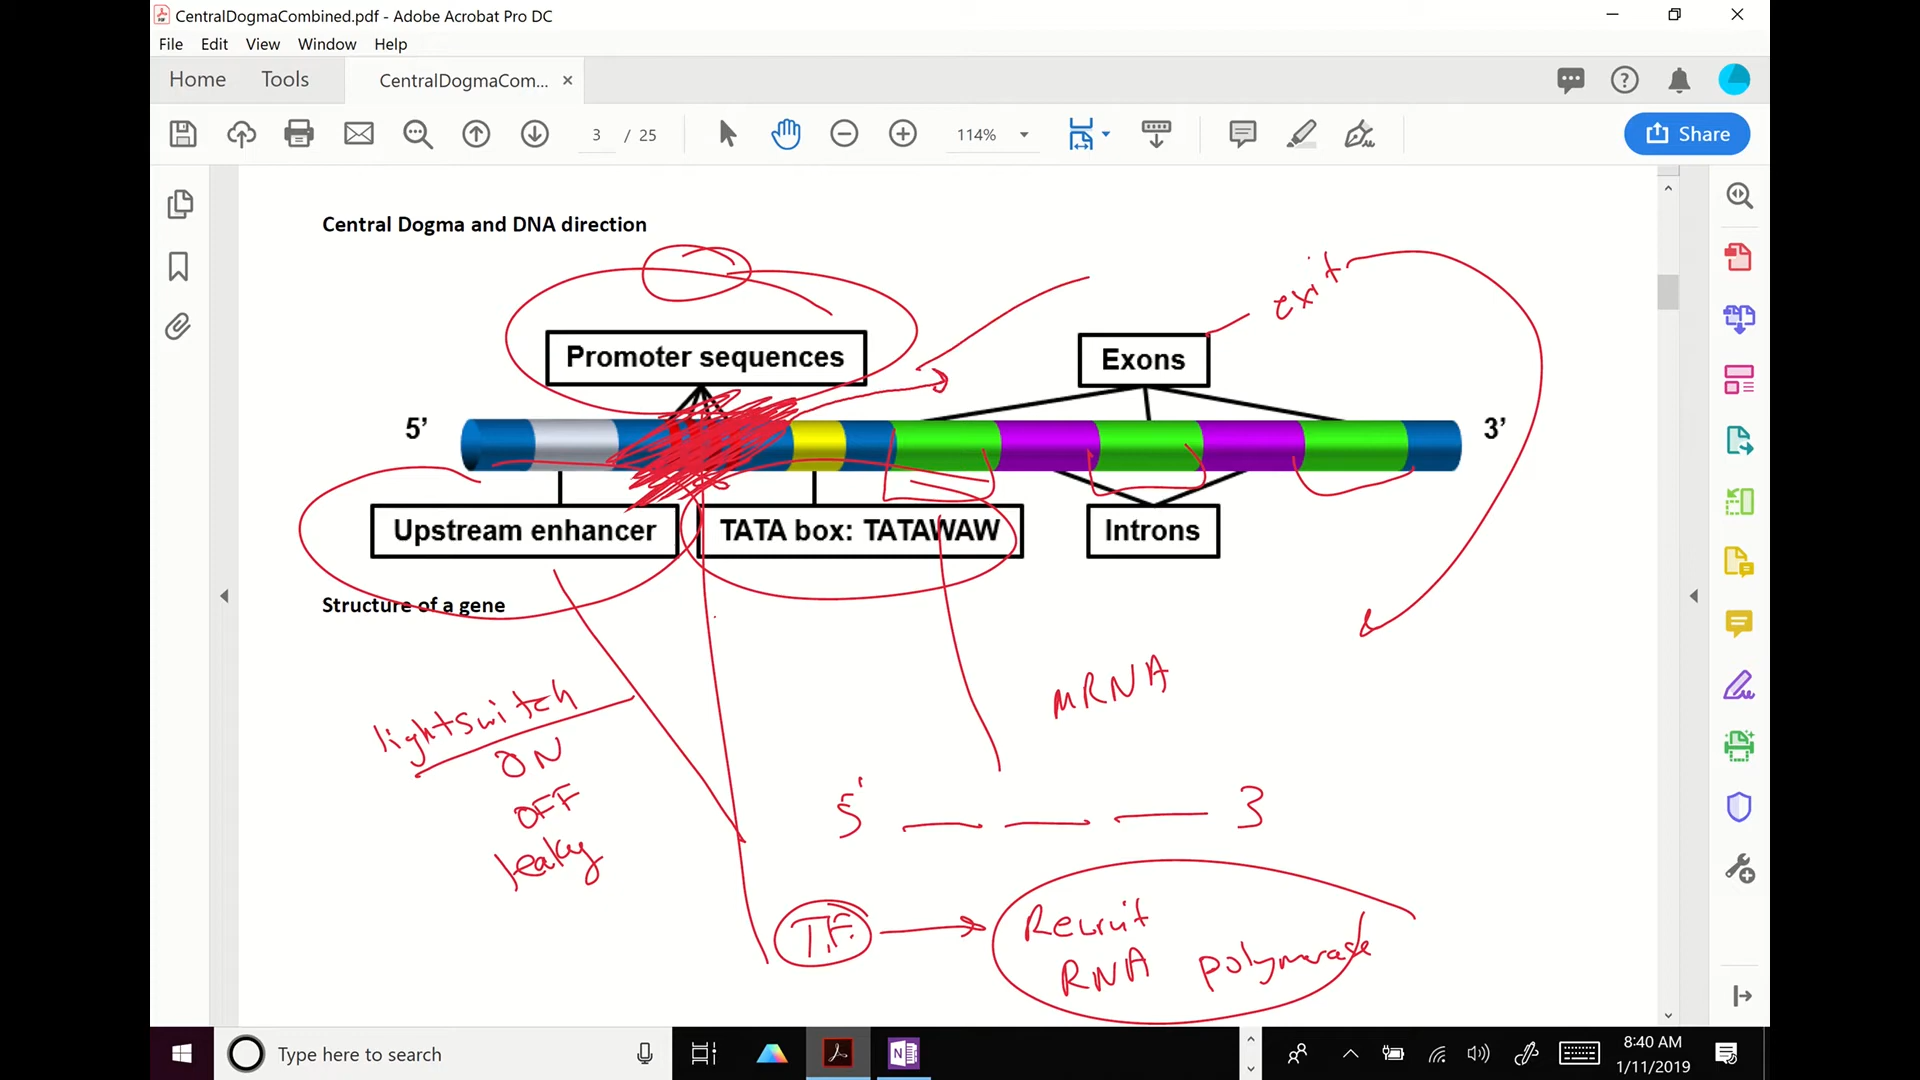 CentralDogmaCombined.pdf - Adobe Acrobat Pro DC
File Edit View Window Help
Home Tools CentralDogmaCom... ×
3 / 25 114% Share
Central Dogma and DNA direction
exit
Promoter sequences
Exons
5’
3’
Upstream enhancer
TATA box: TATAWAW
Introns
Structure of a gene
mRNA
lightswitch
ON
OFF
leaky
5' 3
T.F.
Recruit
RNA polymerase
Type here to search
8:40 AM
1/11/2019